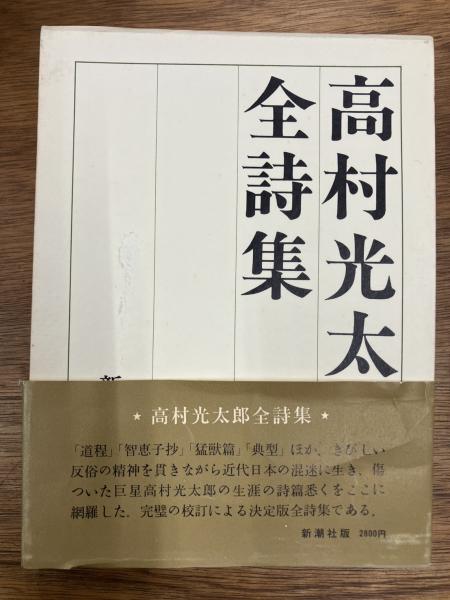 高村光太
全詩集
新
★ 高村光太郎全詩集 ★
「道程」「智恵子抄」「猛獣篇」「典型」ほか、きびしい
反俗の精神を貫きながら近代日本の混迷に生き、傷
ついた巨星高村光太郎の生涯の詩篇悉くをここに
網羅した。完璧の校訂による決定版全詩集である。
新潮社版 2800円